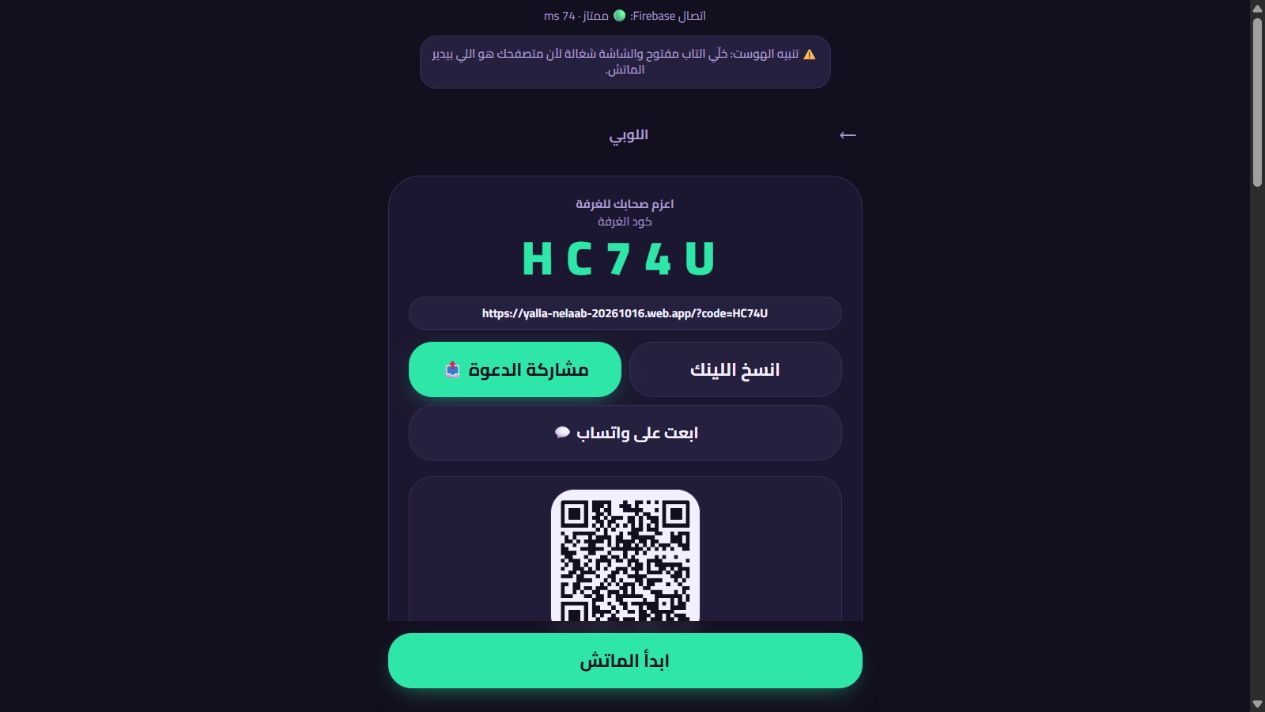 اتصال Firebase: 🟢 ممتاز · 74 ms
⚠️ تنبيه الهوست: خلّي التاب مفتوح والشاشة شغالة لأن متصفحك هو اللي بيدير
الماتش.
اللوبي
←
اعزم صحابك للغرفة
كود الغرفة
HC74U
https://yalla-nelaab-20261016.web.app/?code=HC74U
انسخ اللينك
مشاركة الدعوة 📤
ابعت على واتساب 💬
ابدأ الماتش